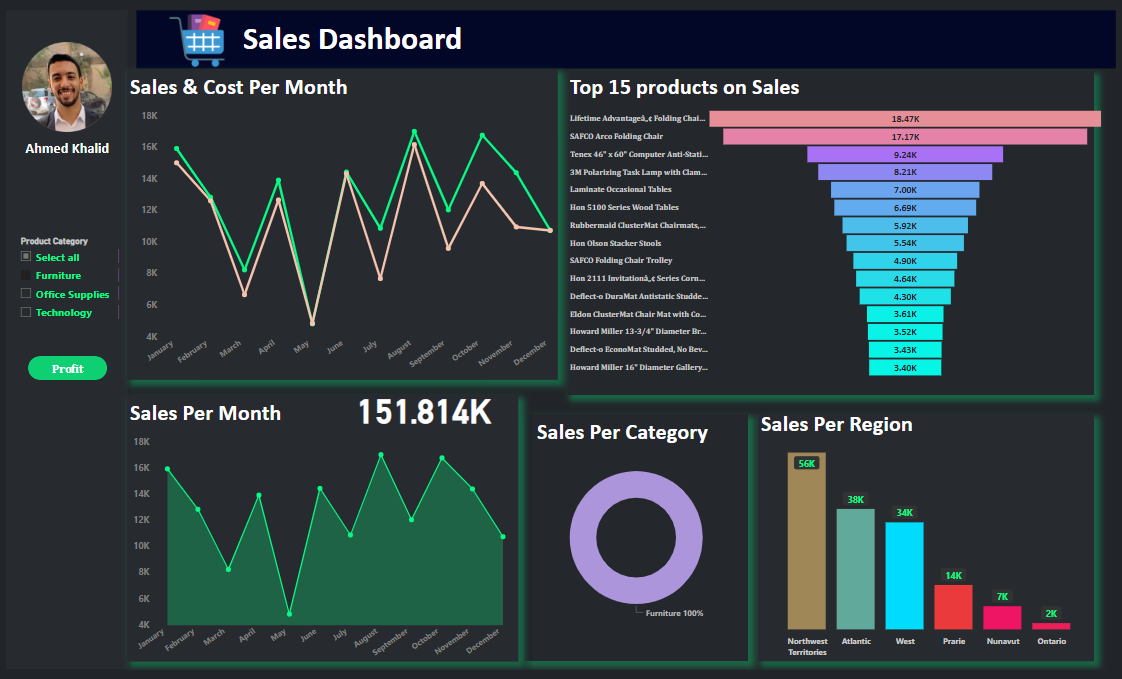 Sales Dashboard
Ahmed Khalid
Product Category
Select all
Furniture
Office Supplies
Technology
Profit
Sales & Cost Per Month
18K
16K
14K
12K
10K
8K
6K
4K
January
February
March
April
May
June
July
August
September
October
November
December
Top 15 products on Sales
Lifetime Advantageâ„¢ Folding Chai... 18.47K
SAFCO Arco Folding Chair 17.17K
Tenex 46" x 60" Computer Anti-Stati... 9.24K
3M Polarizing Task Lamp with Clam... 8.21K
Laminate Occasional Tables 7.00K
Hon 5100 Series Wood Tables 6.69K
Rubbermaid ClusterMat Chairmats,... 5.92K
Hon Olson Stacker Stools 5.54K
SAFCO Folding Chair Trolley 4.90K
Hon 2111 Invitationâ„¢ Series Corn... 4.64K
Deflect-o DuraMat Antistatic Studde... 4.30K
Eldon ClusterMat Chair Mat with Co... 3.61K
Howard Miller 13-3/4" Diameter Br... 3.52K
Deflect-o EconoMat Studded, No Bev... 3.43K
Howard Miller 16" Diameter Gallery... 3.40K
Sales Per Month
151.814K
18K
16K
14K
12K
10K
8K
6K
4K
January
February
March
April
May
June
July
August
September
October
November
December
Sales Per Category
Furniture 100%
Sales Per Region
56K
38K
34K
14K
7K
2K
Northwest
Territories
Atlantic
West
Prarie
Nunavut
Ontario